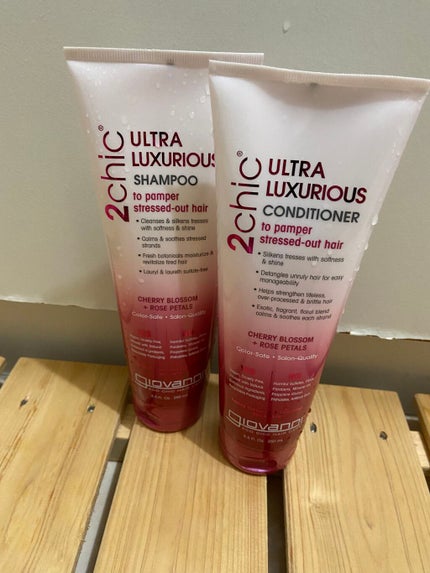 2chic®
ULTRA
LUXURIOUS
SHAMPOO
to pamper
stressed-out hair
• Cleanses & silkens tresses
with softness & shine
• Calms & soothes stressed
strands
• Fresh botanicals moisturize &
revitalize tired hair
• Lauryl & laureth sulfate-free
CHERRY BLOSSOM
+ ROSE PETALS
Color-Safe • Salon-Quality
giovanni
2chic®
ULTRA
LUXURIOUS
CONDITIONER
to pamper
stressed-out hair
• Silkens tresses with softness
& shine
• Detangles unruly hair for easy
manageability
• Helps strengthen lifeless,
over-processed & brittle hair
• Exotic, fragrant, floral blend
calms & soothes each strand
CHERRY BLOSSOM
+ ROSE PETALS
Color-Safe • Salon-Quality
giovanni